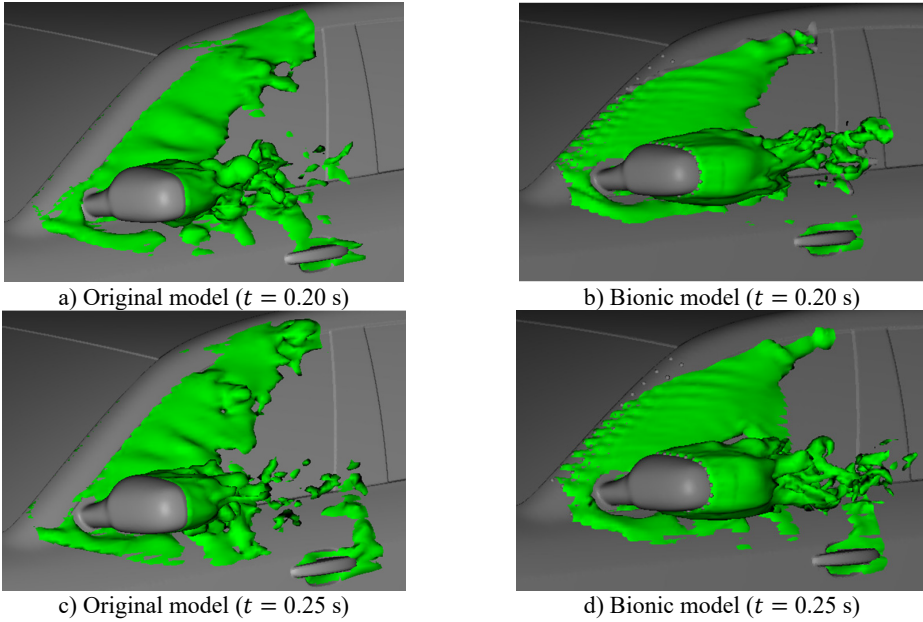 a) Original model (t = 0.20 s)
b) Bionic model (t = 0.20 s)
c) Original model (t = 0.25 s)
d) Bionic model (t = 0.25 s)